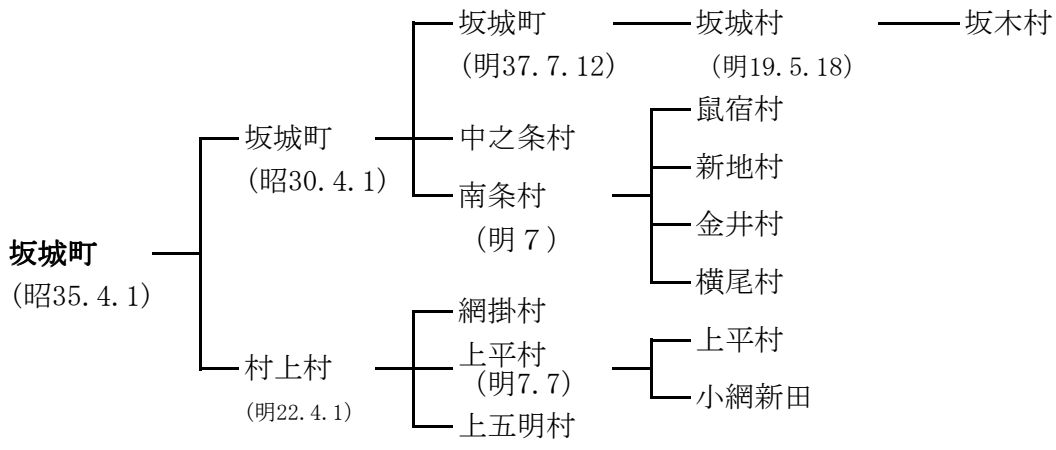 坂城町
(昭35.4.1)
坂城町
(昭30.4.1)
坂城町
(明37.7.12)
坂城村
(明19.5.18)
坂木村
中之条村
南条村
(明７)
鼠宿村
新地村
金井村
横尾村
村上村
(明22.4.1)
網掛村
上平村
(明7.7)
上平村
小網新田
上五明村